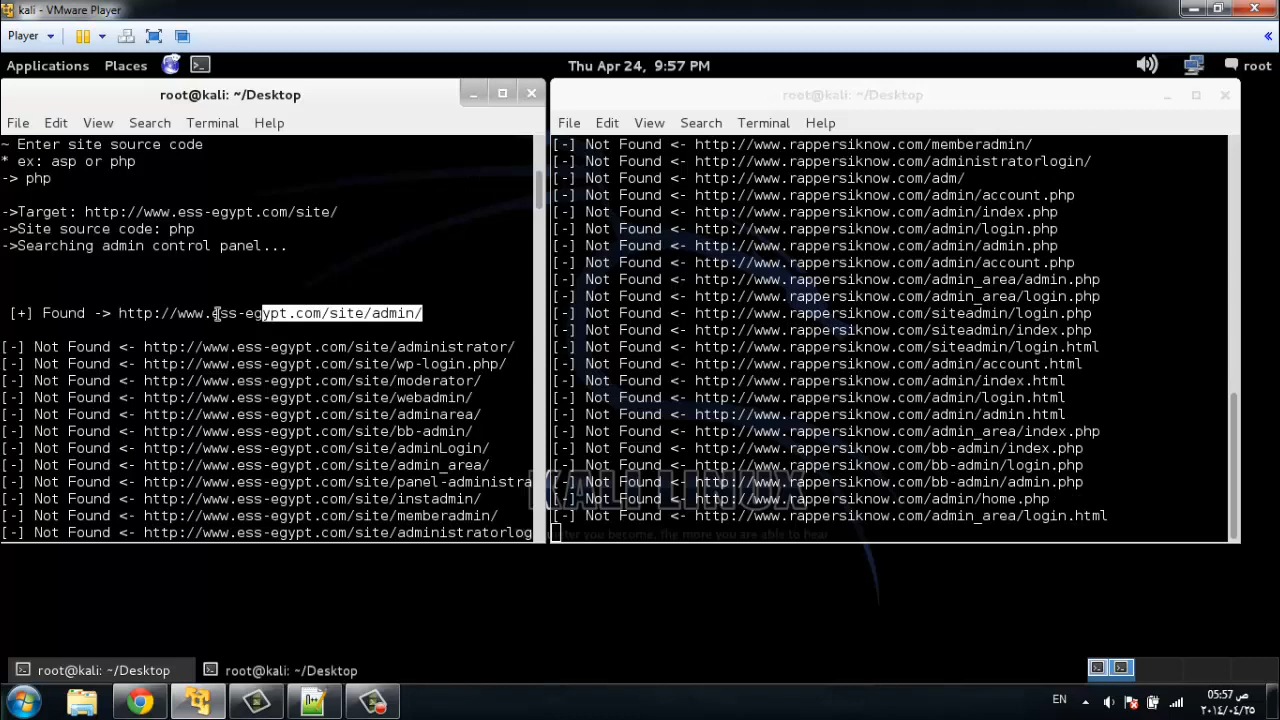 kali - VMware Player
Player
Applications Places Thu Apr 24, 9:57 PM root
root@kali: ~/Desktop
File Edit View Search Terminal Help
~ Enter site source code
* ex: asp or php
-> php
->Target: http://www.ess-egypt.com/site/
->Site source code: php
->Searching admin control panel...
[+] Found -> http://www.ess-egypt.com/site/admin/
[-] Not Found <- http://www.ess-egypt.com/site/administrator/
[-] Not Found <- http://www.ess-egypt.com/site/wp-login.php/
[-] Not Found <- http://www.ess-egypt.com/site/moderator/
[-] Not Found <- http://www.ess-egypt.com/site/webadmin/
[-] Not Found <- http://www.ess-egypt.com/site/adminarea/
[-] Not Found <- http://www.ess-egypt.com/site/bb-admin/
[-] Not Found <- http://www.ess-egypt.com/site/adminLogin/
[-] Not Found <- http://www.ess-egypt.com/site/admin_area/
[-] Not Found <- http://www.ess-egypt.com/site/panel-administra
[-] Not Found <- http://www.ess-egypt.com/site/instadmin/
[-] Not Found <- http://www.ess-egypt.com/site/memberadmin/
[-] Not Found <- http://www.ess-egypt.com/site/administratorlog
root@kali: ~/Desktop
File Edit View Search Terminal Help
[-] Not Found <- http://www.rappersiknow.com/memberadmin/
[-] Not Found <- http://www.rappersiknow.com/administratorlogin/
[-] Not Found <- http://www.rappersiknow.com/adm/
[-] Not Found <- http://www.rappersiknow.com/admin/account.php
[-] Not Found <- http://www.rappersiknow.com/admin/index.php
[-] Not Found <- http://www.rappersiknow.com/admin/login.php
[-] Not Found <- http://www.rappersiknow.com/admin/admin.php
[-] Not Found <- http://www.rappersiknow.com/admin/account.php
[-] Not Found <- http://www.rappersiknow.com/admin_area/admin.php
[-] Not Found <- http://www.rappersiknow.com/admin_area/login.php
[-] Not Found <- http://www.rappersiknow.com/siteadmin/login.php
[-] Not Found <- http://www.rappersiknow.com/siteadmin/index.php
[-] Not Found <- http://www.rappersiknow.com/siteadmin/login.html
[-] Not Found <- http://www.rappersiknow.com/admin/account.html
[-] Not Found <- http://www.rappersiknow.com/admin/index.html
[-] Not Found <- http://www.rappersiknow.com/admin/login.html
[-] Not Found <- http://www.rappersiknow.com/admin/admin.html
[-] Not Found <- http://www.rappersiknow.com/admin_area/index.php
[-] Not Found <- http://www.rappersiknow.com/bb-admin/index.php
[-] Not Found <- http://www.rappersiknow.com/bb-admin/login.php
[-] Not Found <- http://www.rappersiknow.com/bb-admin/admin.php
[-] Not Found <- http://www.rappersiknow.com/admin/home.php
[-] Not Found <- http://www.rappersiknow.com/admin_area/login.html
KALI LINUX
you become, the more you are able to hear
root@kali: ~/Desktop root@kali: ~/Desktop
EN
05:57 ص
٢٠١٤/٠٤/٢٥